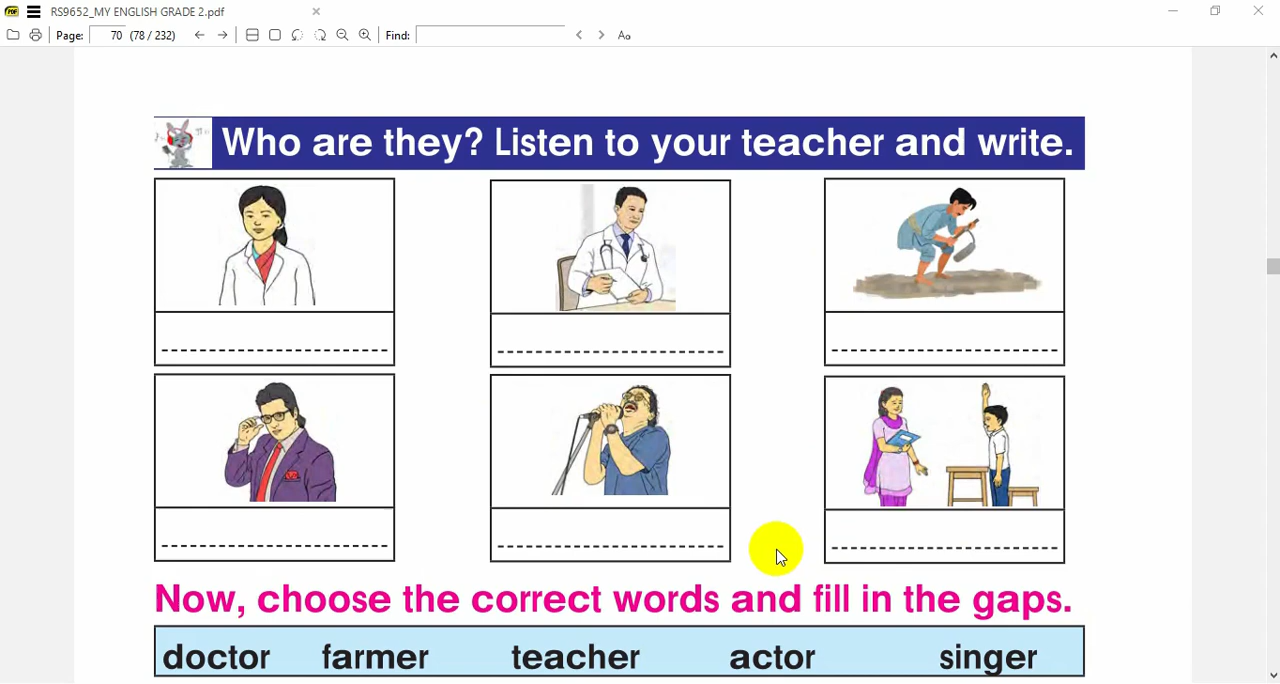 RS9652_MY ENGLISH GRADE 2.pdf
Page: 70 (78 / 232) Find:
Who are they? Listen to your teacher and write.
Now, choose the correct words and fill in the gaps.
doctor farmer teacher actor singer